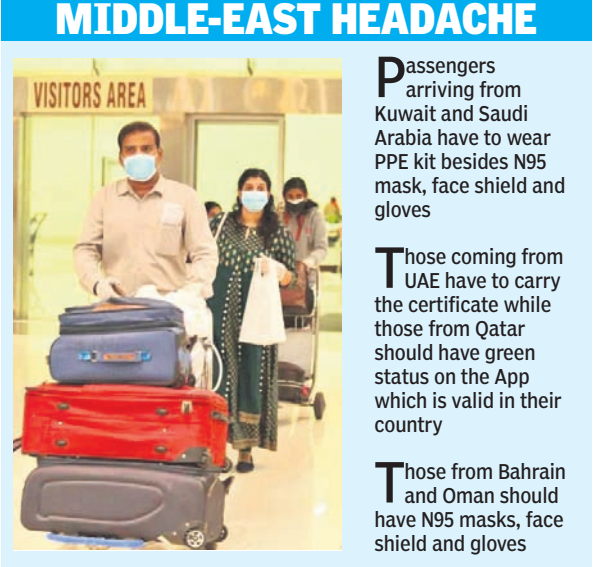 MIDDLE-EAST HEADACHE
VISITORS AREA
Passengers
arriving from
Kuwait and Saudi
Arabia have to wear
PPE kit besides N95
mask, face shield and
gloves
Those coming from
UAE have to carry
the certificate while
those from Qatar
should have green
status on the App
which is valid in their
country
Those from Bahrain
and Oman should
have N95 masks, face
shield and gloves